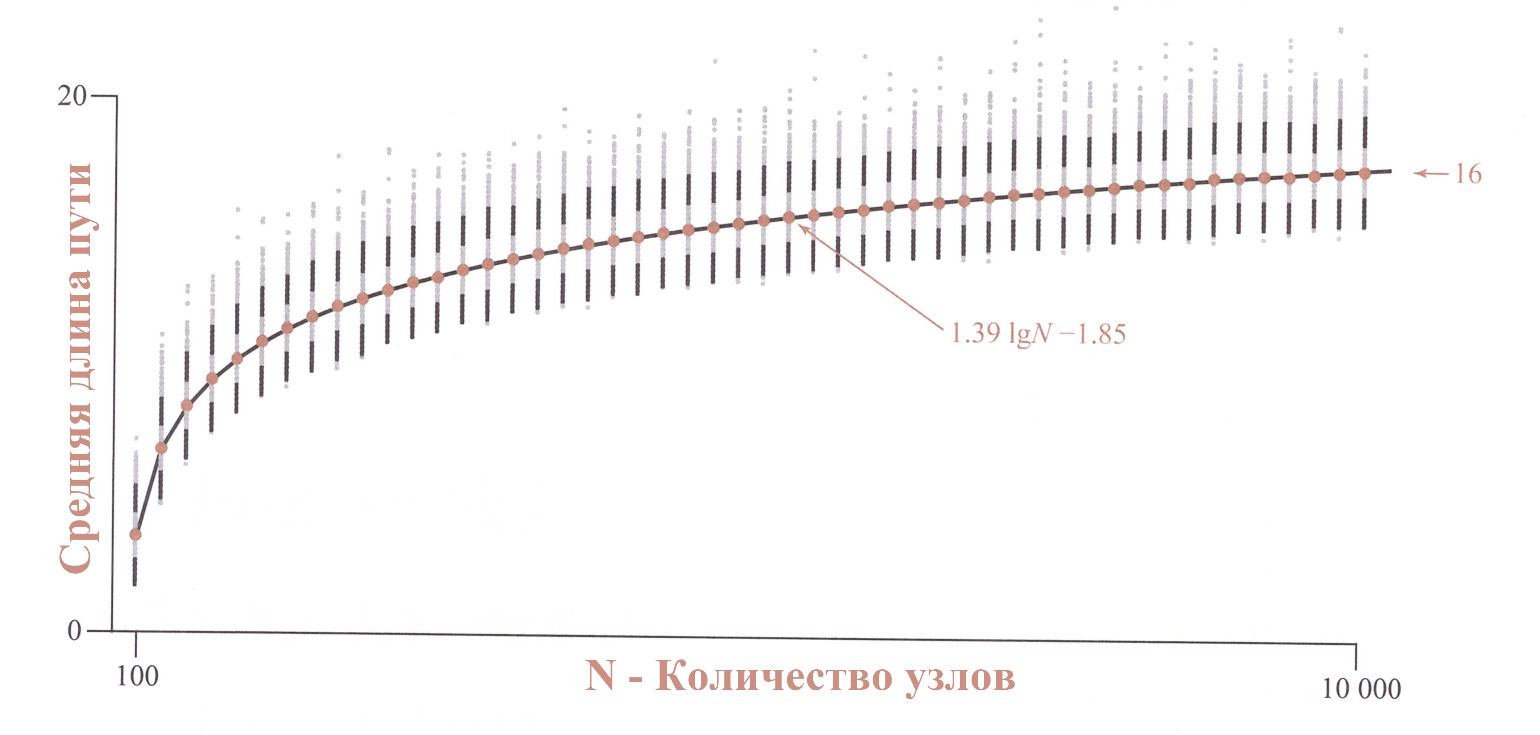 20
Средняя длина пути
16
1.39 lgN −1.85
0
100
N - Количество узлов
10 000